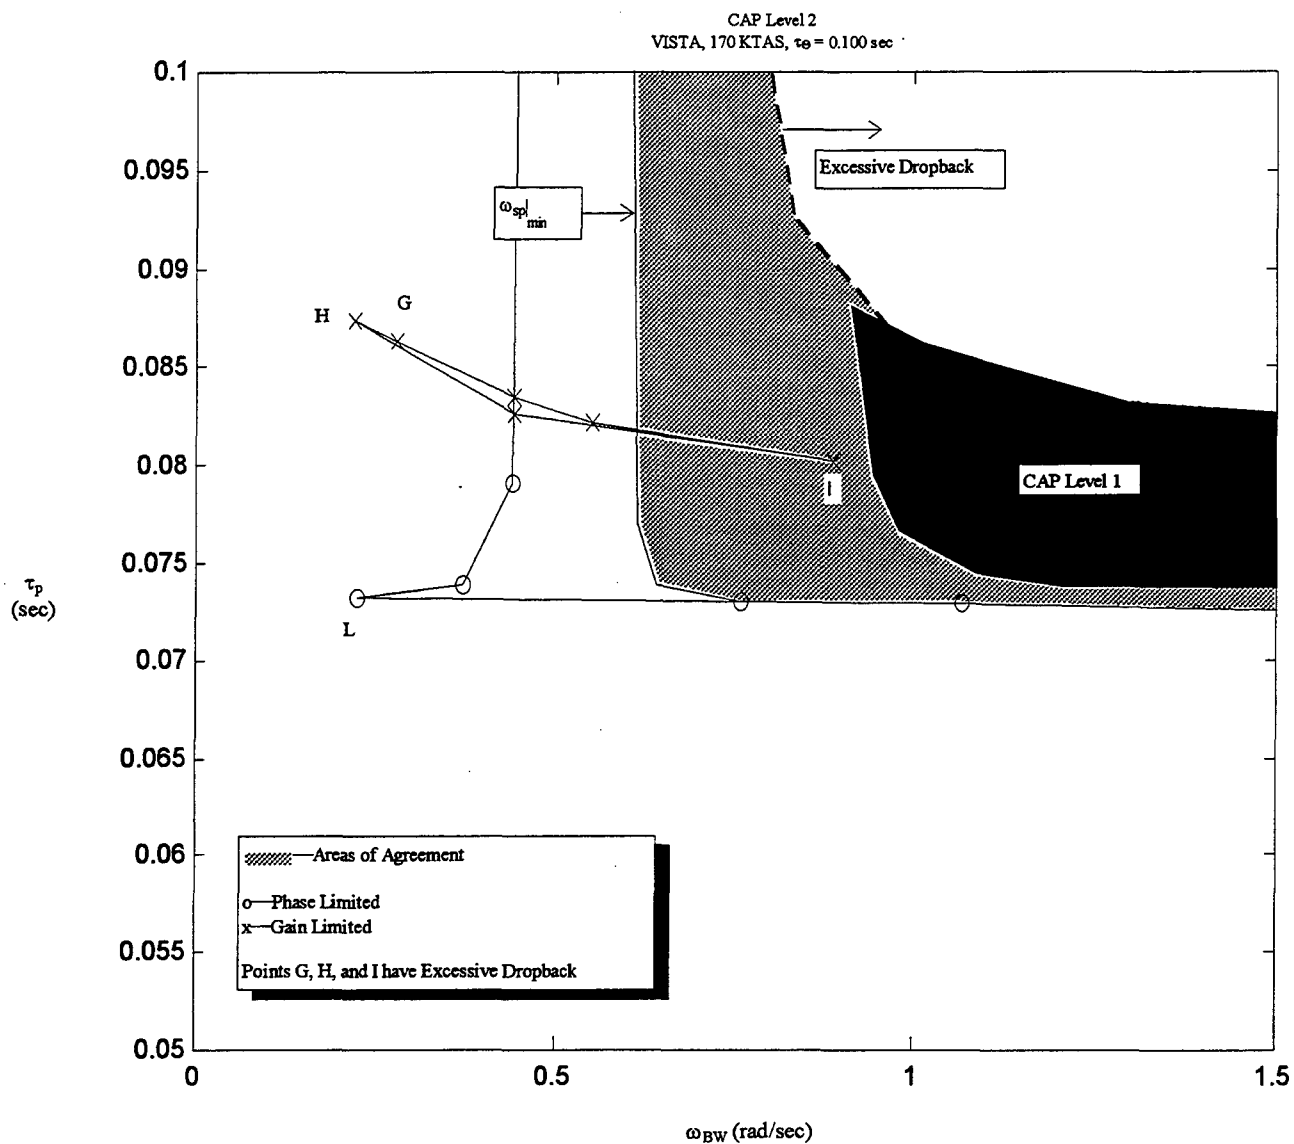 CAP Level 2
VISTA, 170 KTAS, τΘ = 0.100 sec
0.1
0.095
Excessive Dropback
ωsp|min
0.09
H
G
0.085
0.08
I
CAP Level 1
0.075
τp
(sec)
L
0.07
0.065
0.06
Areas of Agreement
o Phase Limited
x Gain Limited
0.055
Points G, H, and I have Excessive Dropback
0.05
0
0.5
1
1.5
ωBW (rad/sec)